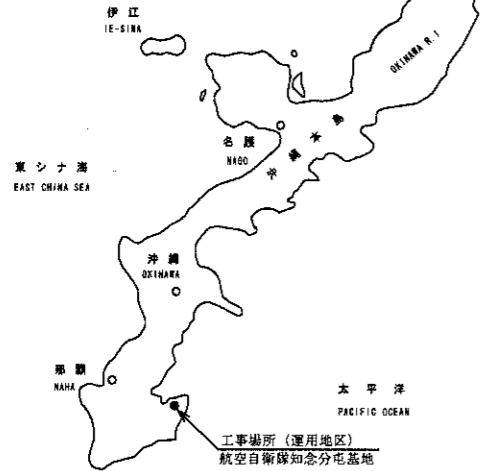 伊江
IE-SIMA
OKINAWA R.I
名護
NAGO
沖縄本島
東シナ海
EAST CHINA SEA
沖縄
OKINAWA
那覇
NAHA
太平洋
PACIFIC OCEAN
工事場所（運用地区）
航空自衛隊知念分屯基地